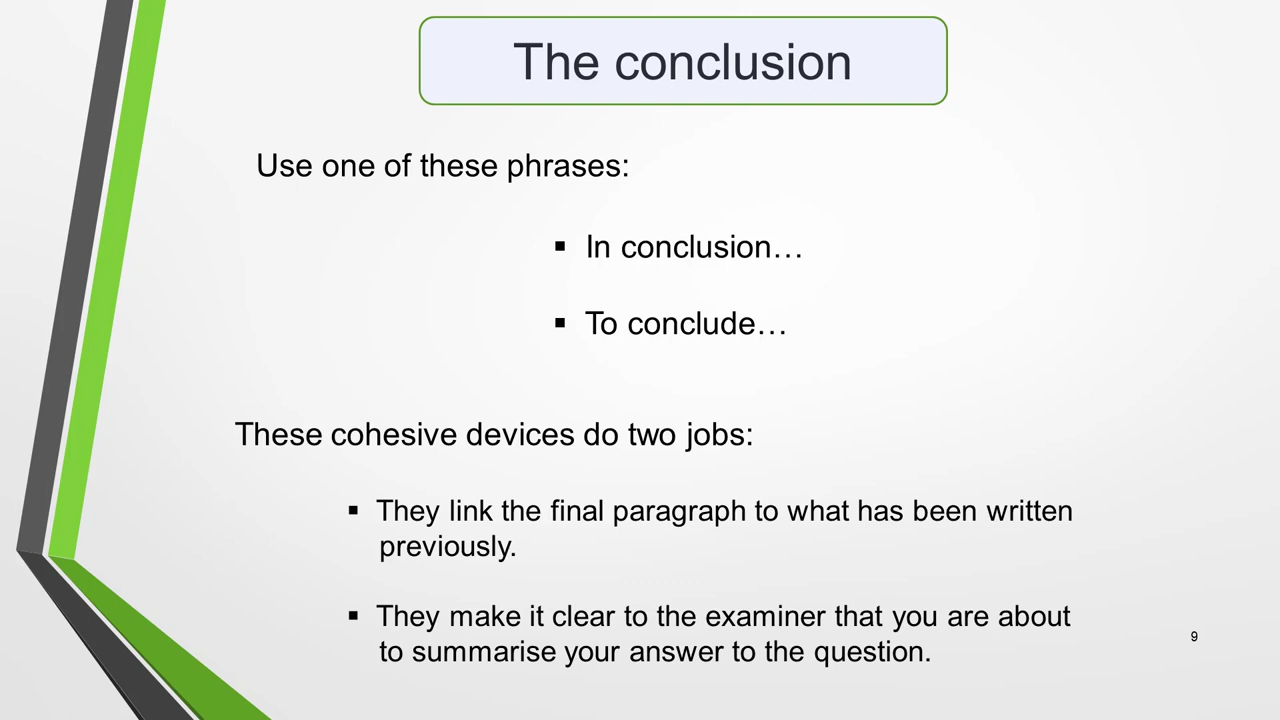 The conclusion
Use one of these phrases:
▪ In conclusion…
▪ To conclude…
These cohesive devices do two jobs:
▪ They link the final paragraph to what has been written
previously.
▪ They make it clear to the examiner that you are about
to summarise your answer to the question.
9